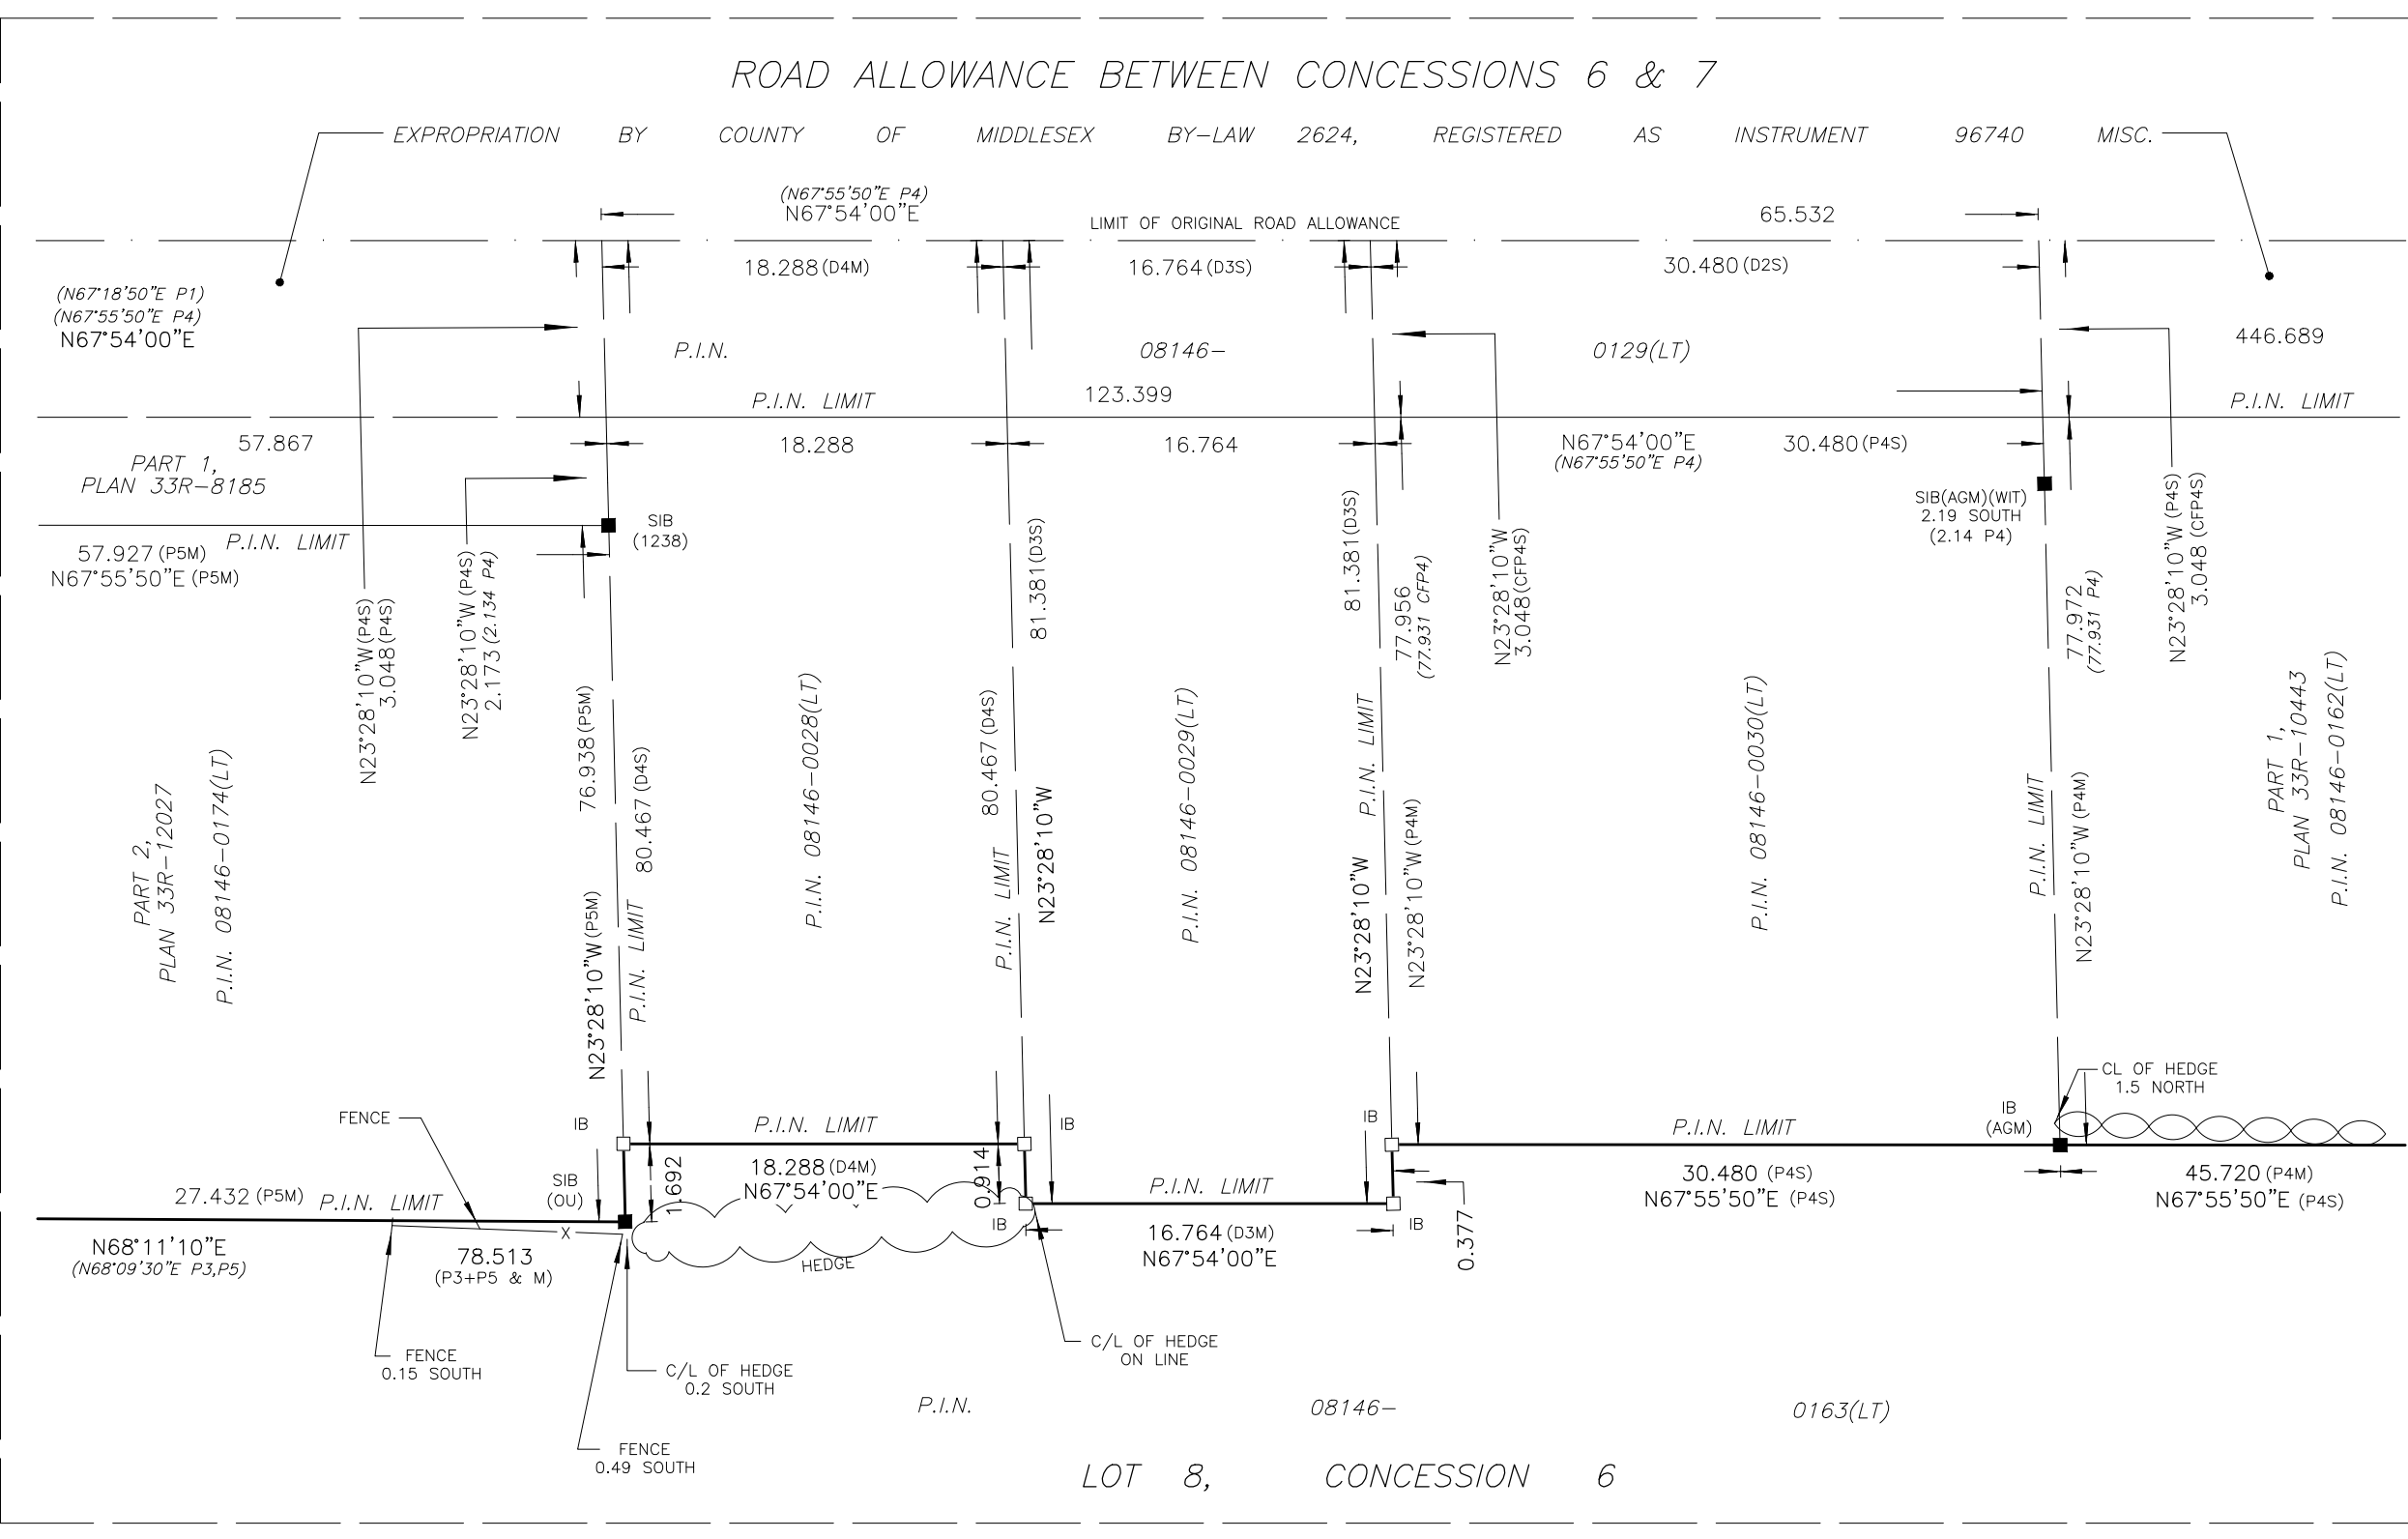 ROAD ALLOWANCE BETWEEN CONCESSIONS 6 & 7
EXPROPRIATION BY COUNTY OF MIDDLESEX BY-LAW 2624, REGISTERED AS INSTRUMENT 96740 MISC.
(N67°55'50"E P4)
N67°54'00"E
LIMIT OF ORIGINAL ROAD ALLOWANCE
65.532
18.288 (D4M)
16.764 (D3S)
30.480 (D2S)
(N67°18'50"E P1)
(N67°55'50"E P4)
N67°54'00"E
446.689
P.I.N. 08146- 0129(LT)
123.399
P.I.N. LIMIT
P.I.N. LIMIT
57.867
18.288
16.764
N67°54'00"E
(N67°55'50"E P4)
30.480 (P4S)
PART 1,
PLAN 33R-8185
P.I.N. LIMIT
57.927 (P5M)
N67°55'50"E (P5M)
SIB
(1238)
SIB(AGM)(WIT)
2.19 SOUTH
(2.14 P4)
N23°28'10"W (P4S)
3.048 (P4S)
N23°28'10"W (P4S)
2.173 (2.134 P4)
81.381 (D3S)
81.381 (D3S)
77.956
(77.931 CFP4)
N23°28'10"W
3.048 (CFP4S)
77.972
(77.931 P4)
N23°28'10"W (P4S)
3.048 (CFP4S)
PART 2,
PLAN 33R-12027
P.I.N. 08146-0174(LT)
76.938 (P5M)
N23°28'10"W (P5M)
80.467 (D4S)
P.I.N. LIMIT
P.I.N. 08146-0028(LT)
80.467 (D4S)
P.I.N. LIMIT
N23°28'10"W
P.I.N. 08146-0029(LT)
P.I.N. LIMIT
N23°28'10"W
N23°28'10"W (P4M)
P.I.N. 08146-0030(LT)
P.I.N. LIMIT
N23°28'10"W (P4M)
PART 1,
PLAN 33R-10443
P.I.N. 08146-0162(LT)
FENCE
IB
P.I.N. LIMIT
IB
IB
P.I.N. LIMIT
IB
(AGM)
CL OF HEDGE
1.5 NORTH
27.432 (P5M)
P.I.N. LIMIT
SIB
(OU)
1.692
18.288 (D4M)
N67°54'00"E
0.914
IB
P.I.N. LIMIT
16.764 (D3M)
N67°54'00"E
IB
0.377
30.480 (P4S)
N67°55'50"E (P4S)
45.720 (P4M)
N67°55'50"E (P4S)
N68°11'10"E
(N68°09'30"E P3,P5)
78.513
(P3+P5 & M)
X
HEDGE
FENCE
0.15 SOUTH
C/L OF HEDGE
0.2 SOUTH
C/L OF HEDGE
ON LINE
FENCE
0.49 SOUTH
P.I.N. 08146- 0163(LT)
LOT 8, CONCESSION 6